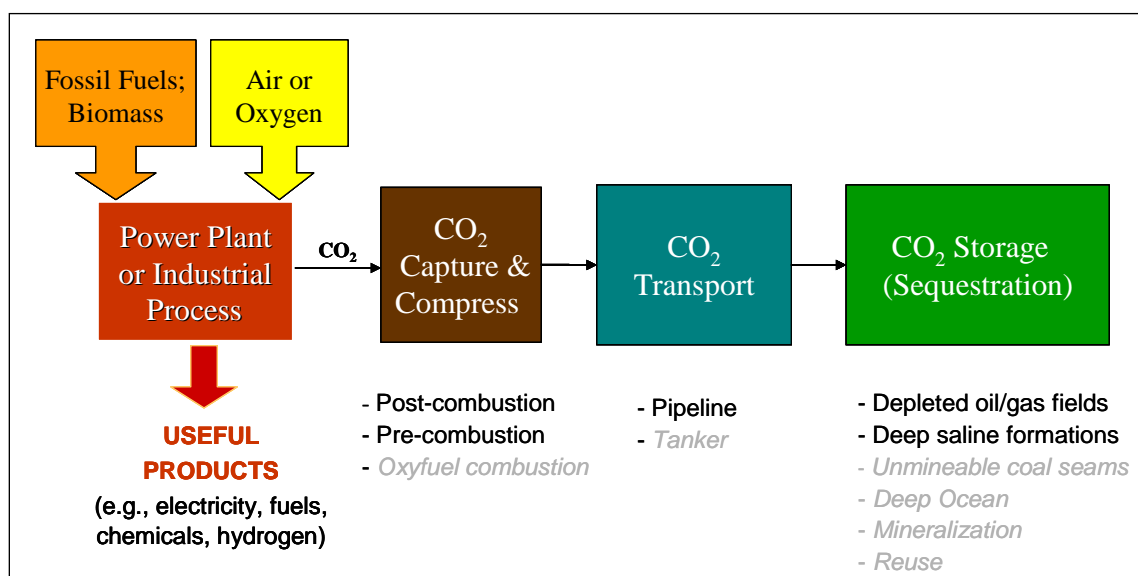 Fossil Fuels;
Biomass
Air or
Oxygen
Power Plant
or Industrial
Process
CO₂
CO₂
Capture &
Compress
CO₂
Transport
CO₂ Storage
(Sequestration)
USEFUL
PRODUCTS
(e.g., electricity, fuels,
chemicals, hydrogen)
- Post-combustion
- Pre-combustion
- Oxyfuel combustion
- Pipeline
- Tanker
- Depleted oil/gas fields
- Deep saline formations
- Unmineable coal seams
- Deep Ocean
- Mineralization
- Reuse